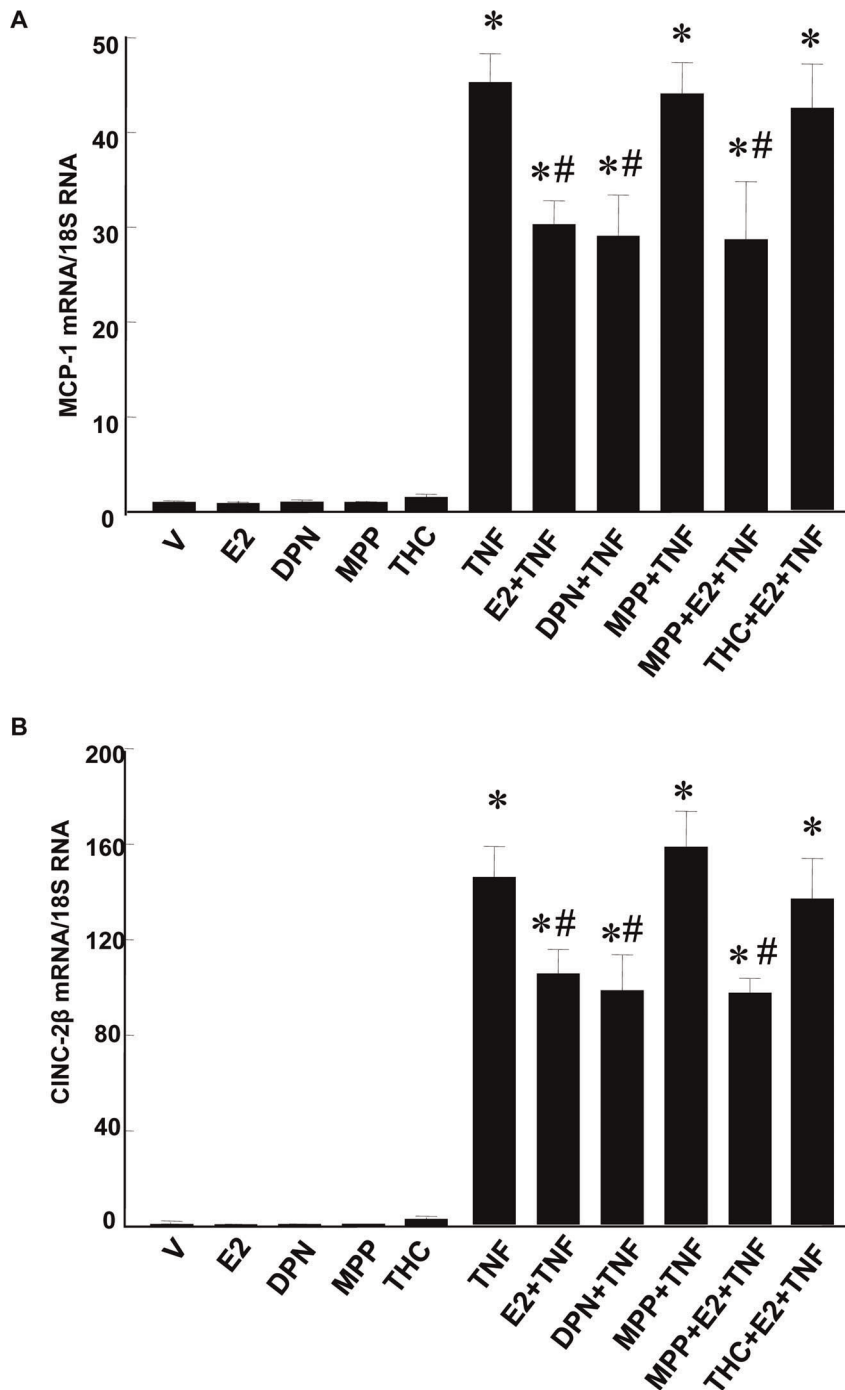 A
MCP-1 mRNA/18S RNA
50
40
30
20
10
0
* *# *# * *# *
V E2 DPN MPP THC TNF E2+TNF DPN+TNF MPP+TNF MPP+E2+TNF THC+E2+TNF
B
CINC-2β mRNA/18S RNA
200
160
120
80
40
0
* *# *# * *# *
V E2 DPN MPP THC TNF E2+TNF DPN+TNF MPP+TNF MPP+E2+TNF THC+E2+TNF